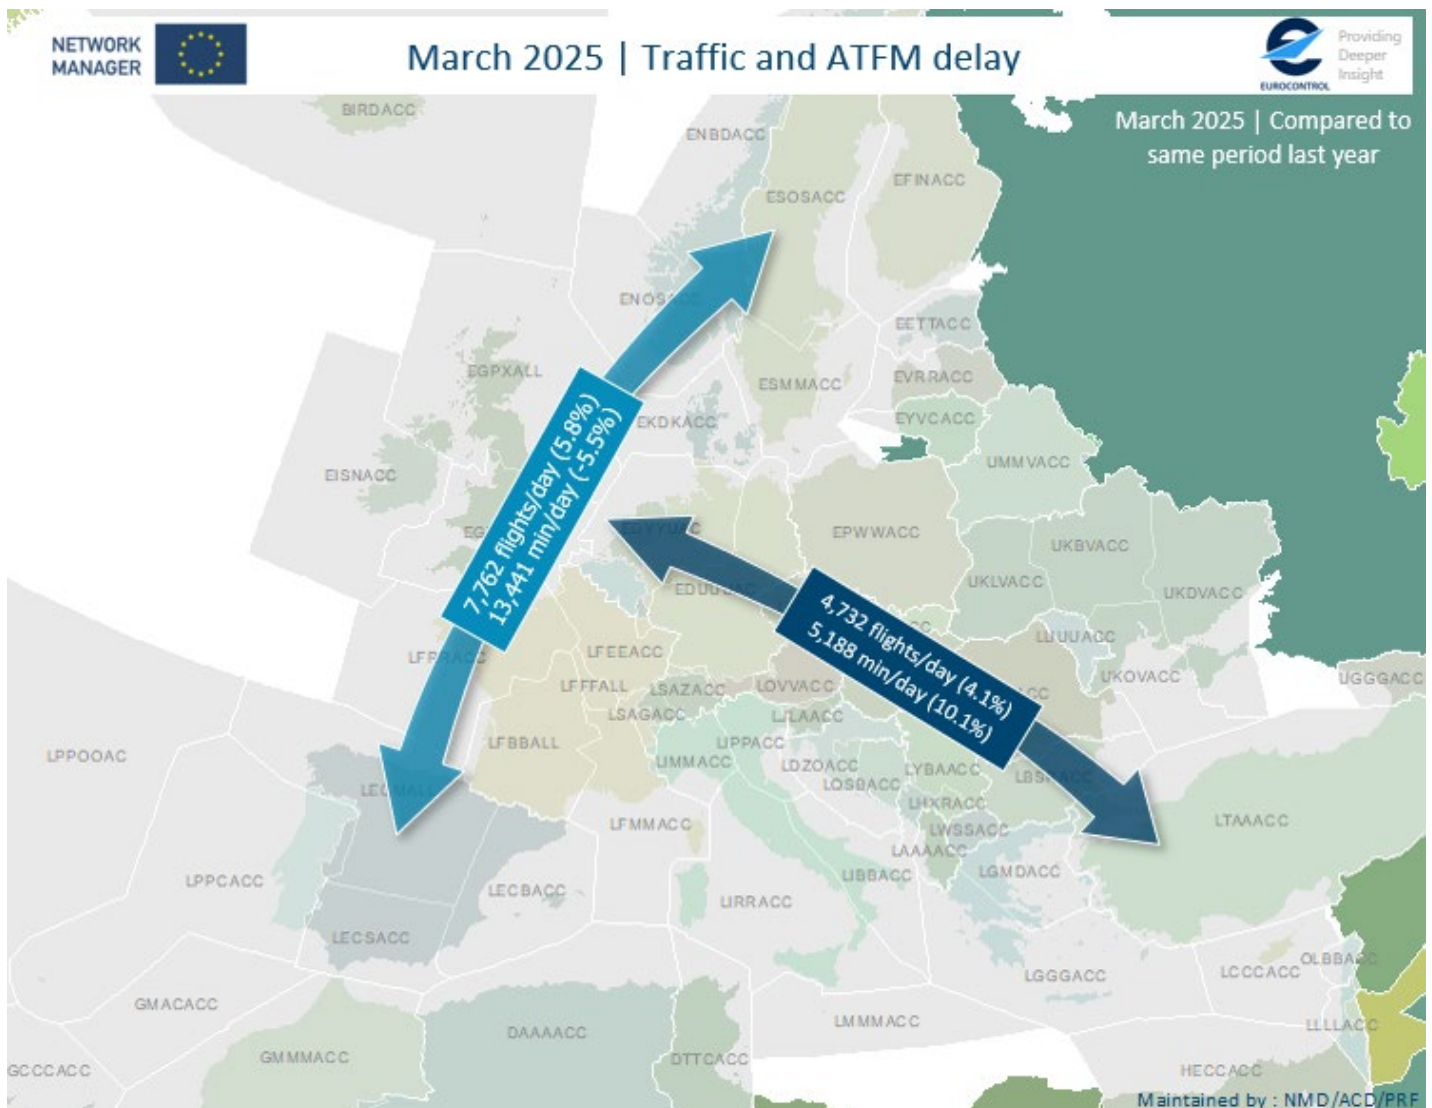 NETWORK
MANAGER
March 2025 | Traffic and ATFM delay
EUROCONTROL
Providing
Deeper
Insight
March 2025 | Compared to
same period last year
BIRDACC
ENBDACC
ESOSACC
EFINACC
EETTACC
EGPXALL
ESMMACC
EVRRACC
EKDKACC
EYVCACC
EISNACC
UMMVACC
7,762 flights/day (5.8%)
13,441 min/day (-5.5%)
EPWWACC
UKBVACC
UKLVACC
UKDVACC
4,732 flights/day (4.1%)
5,188 min/day (10.1%)
LFEEACC
UKOVACC
UGGGACC
LFFFALL
LSAZACC
LOVVACC
LSAGACC
LJLAACC
LFBBALL
LIPPACC
LPPOOAC
LIMMACC
LDZOACC
LYBAACC
LQSBACC
LHXRACC
LFMMACC
LWSSACC
LTAAACC
LAAAACC
LPPCACC
LECBACC
LIBBACC
LGMDACC
LIRRACC
LECSACC
OLBBACC
LGGGACC
LCCCACC
GMACACC
LMMMACC
LLLLACC
DAAAACC
GMMMACC
DTTCACC
GCCCACC
HECCACC
Maintained by : NMD/ACD/PRF